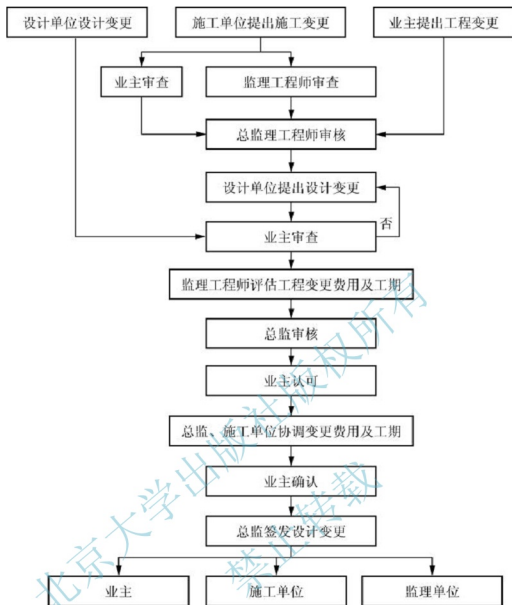 设计单位设计变更
施工单位提出施工变更
业主提出工程变更
业主审查
监理工程师审查
总监理工程师审核
设计单位提出设计变更
否
业主审查
监理工程师评估工程变更费用及工期
总监审核
业主认可
总监、施工单位协调变更费用及工期
业主确认
总监签发设计变更
业主
施工单位
监理单位
北京大学出版社版权所有
禁止转载